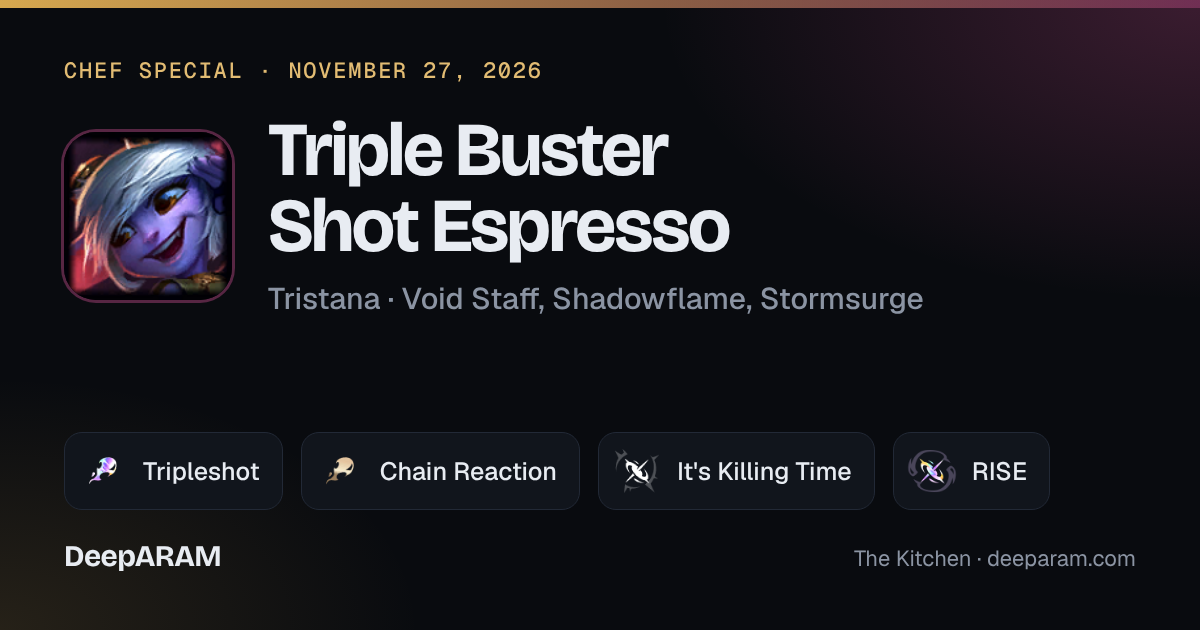 CHEF SPECIAL · NOVEMBER 27, 2026
Triple Buster
Shot Espresso
Tristana · Void Staff, Shadowflame, Stormsurge
Tripleshot
Chain Reaction
It's Killing Time
RISE
DeepARAM
The Kitchen · deeparam.com